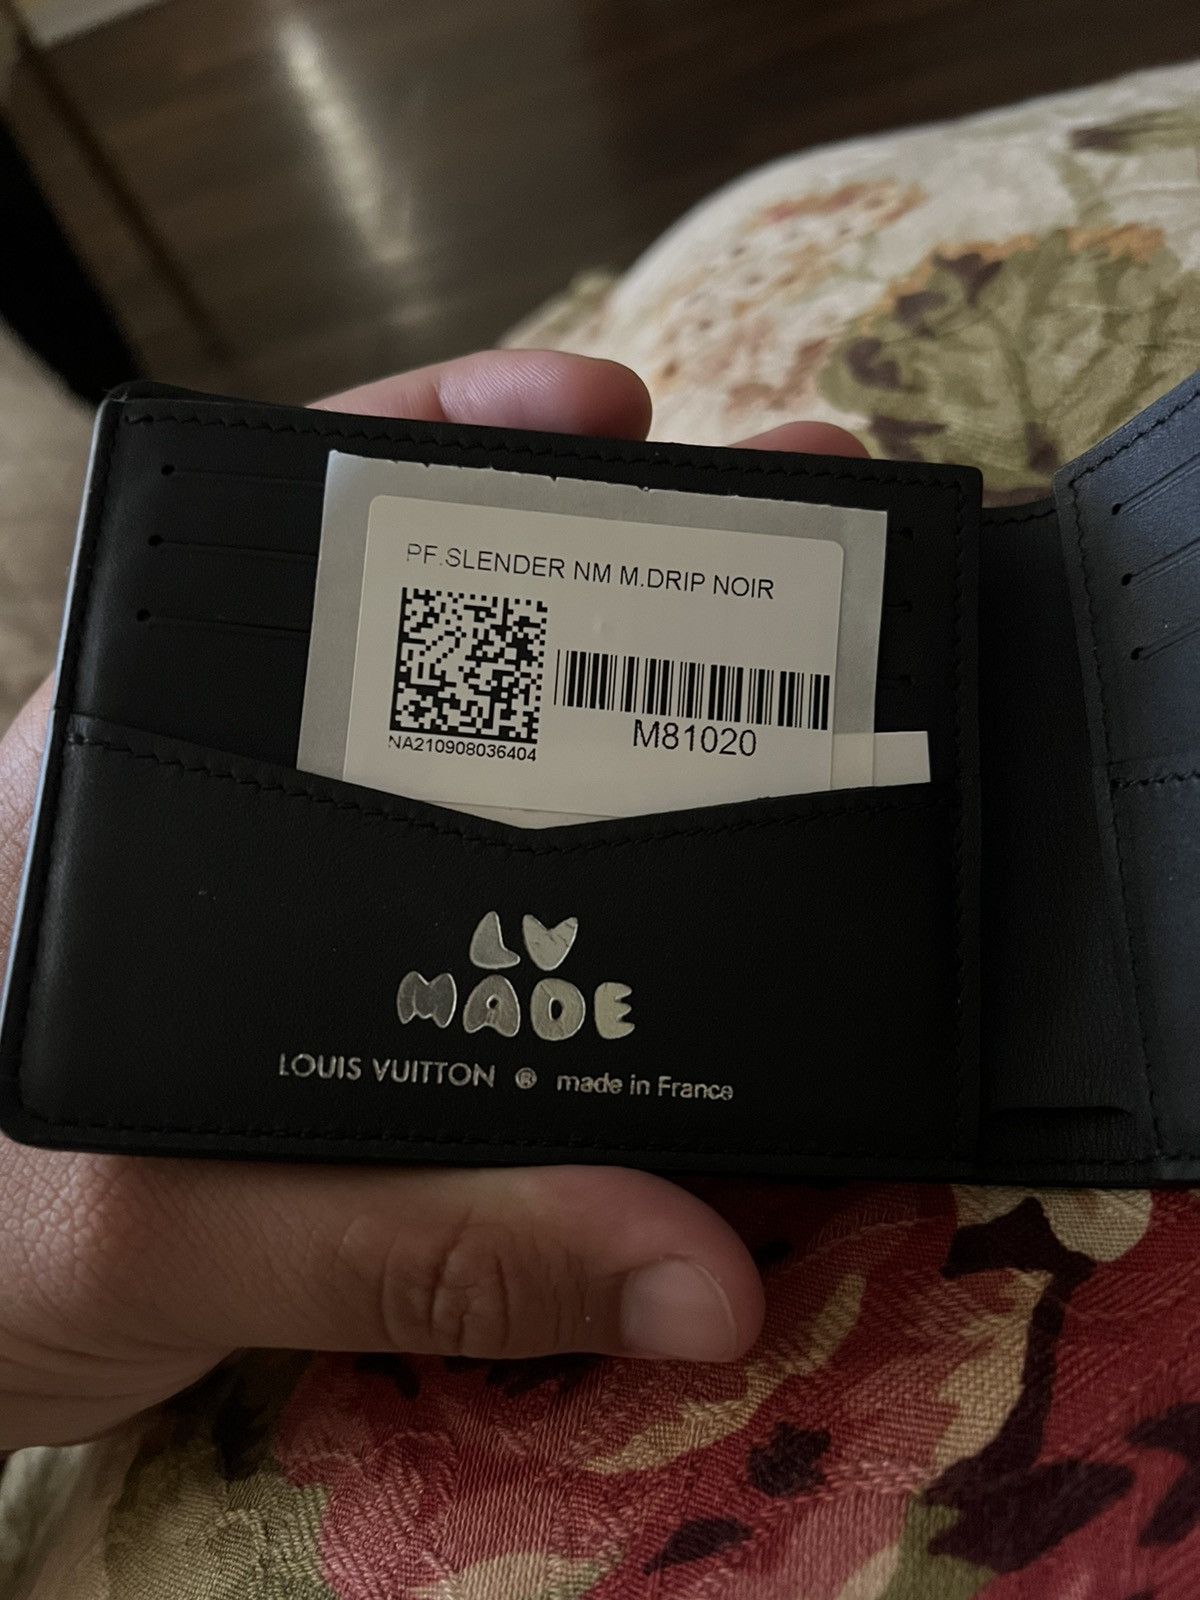 PF.SLENDER NM M.DRIP NOIR
NA210908036404
M81020
LV
MADE
LOUIS VUITTON ® made in France